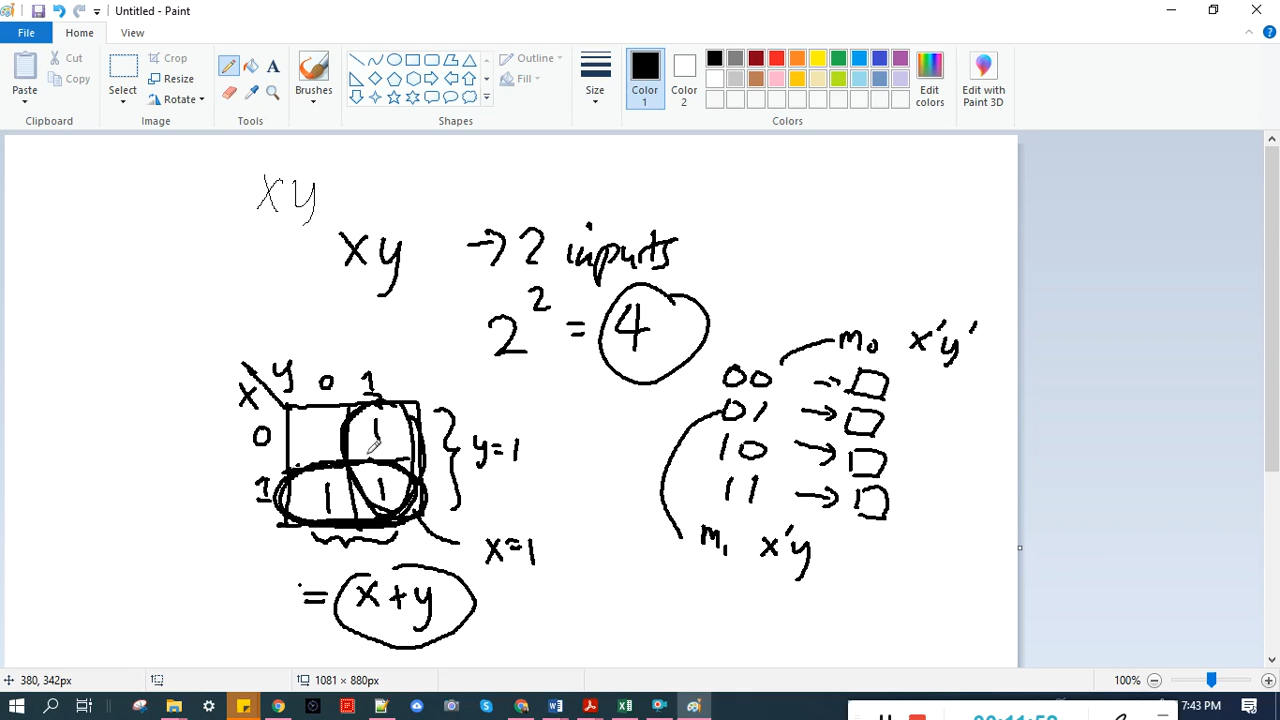 Untitled - Paint
File Home View
Paste
Cut
Copy
Clipboard
Select
Crop
Resize
Rotate
Image
A
Tools
Brushes
Outline
Fill
Shapes
Size
Color 1
Color 2
Colors
Edit colors
Edit with Paint 3D
xy
xy → 2 inputs
2² = 4
m₀ x'y'
00 →
01 →
10 →
11 →
m₁ x'y
y 0 1
x
0 1
1 1 1
y=1
x=1
= x+y
380, 342px
1081 × 880px
100%
7:43 PM